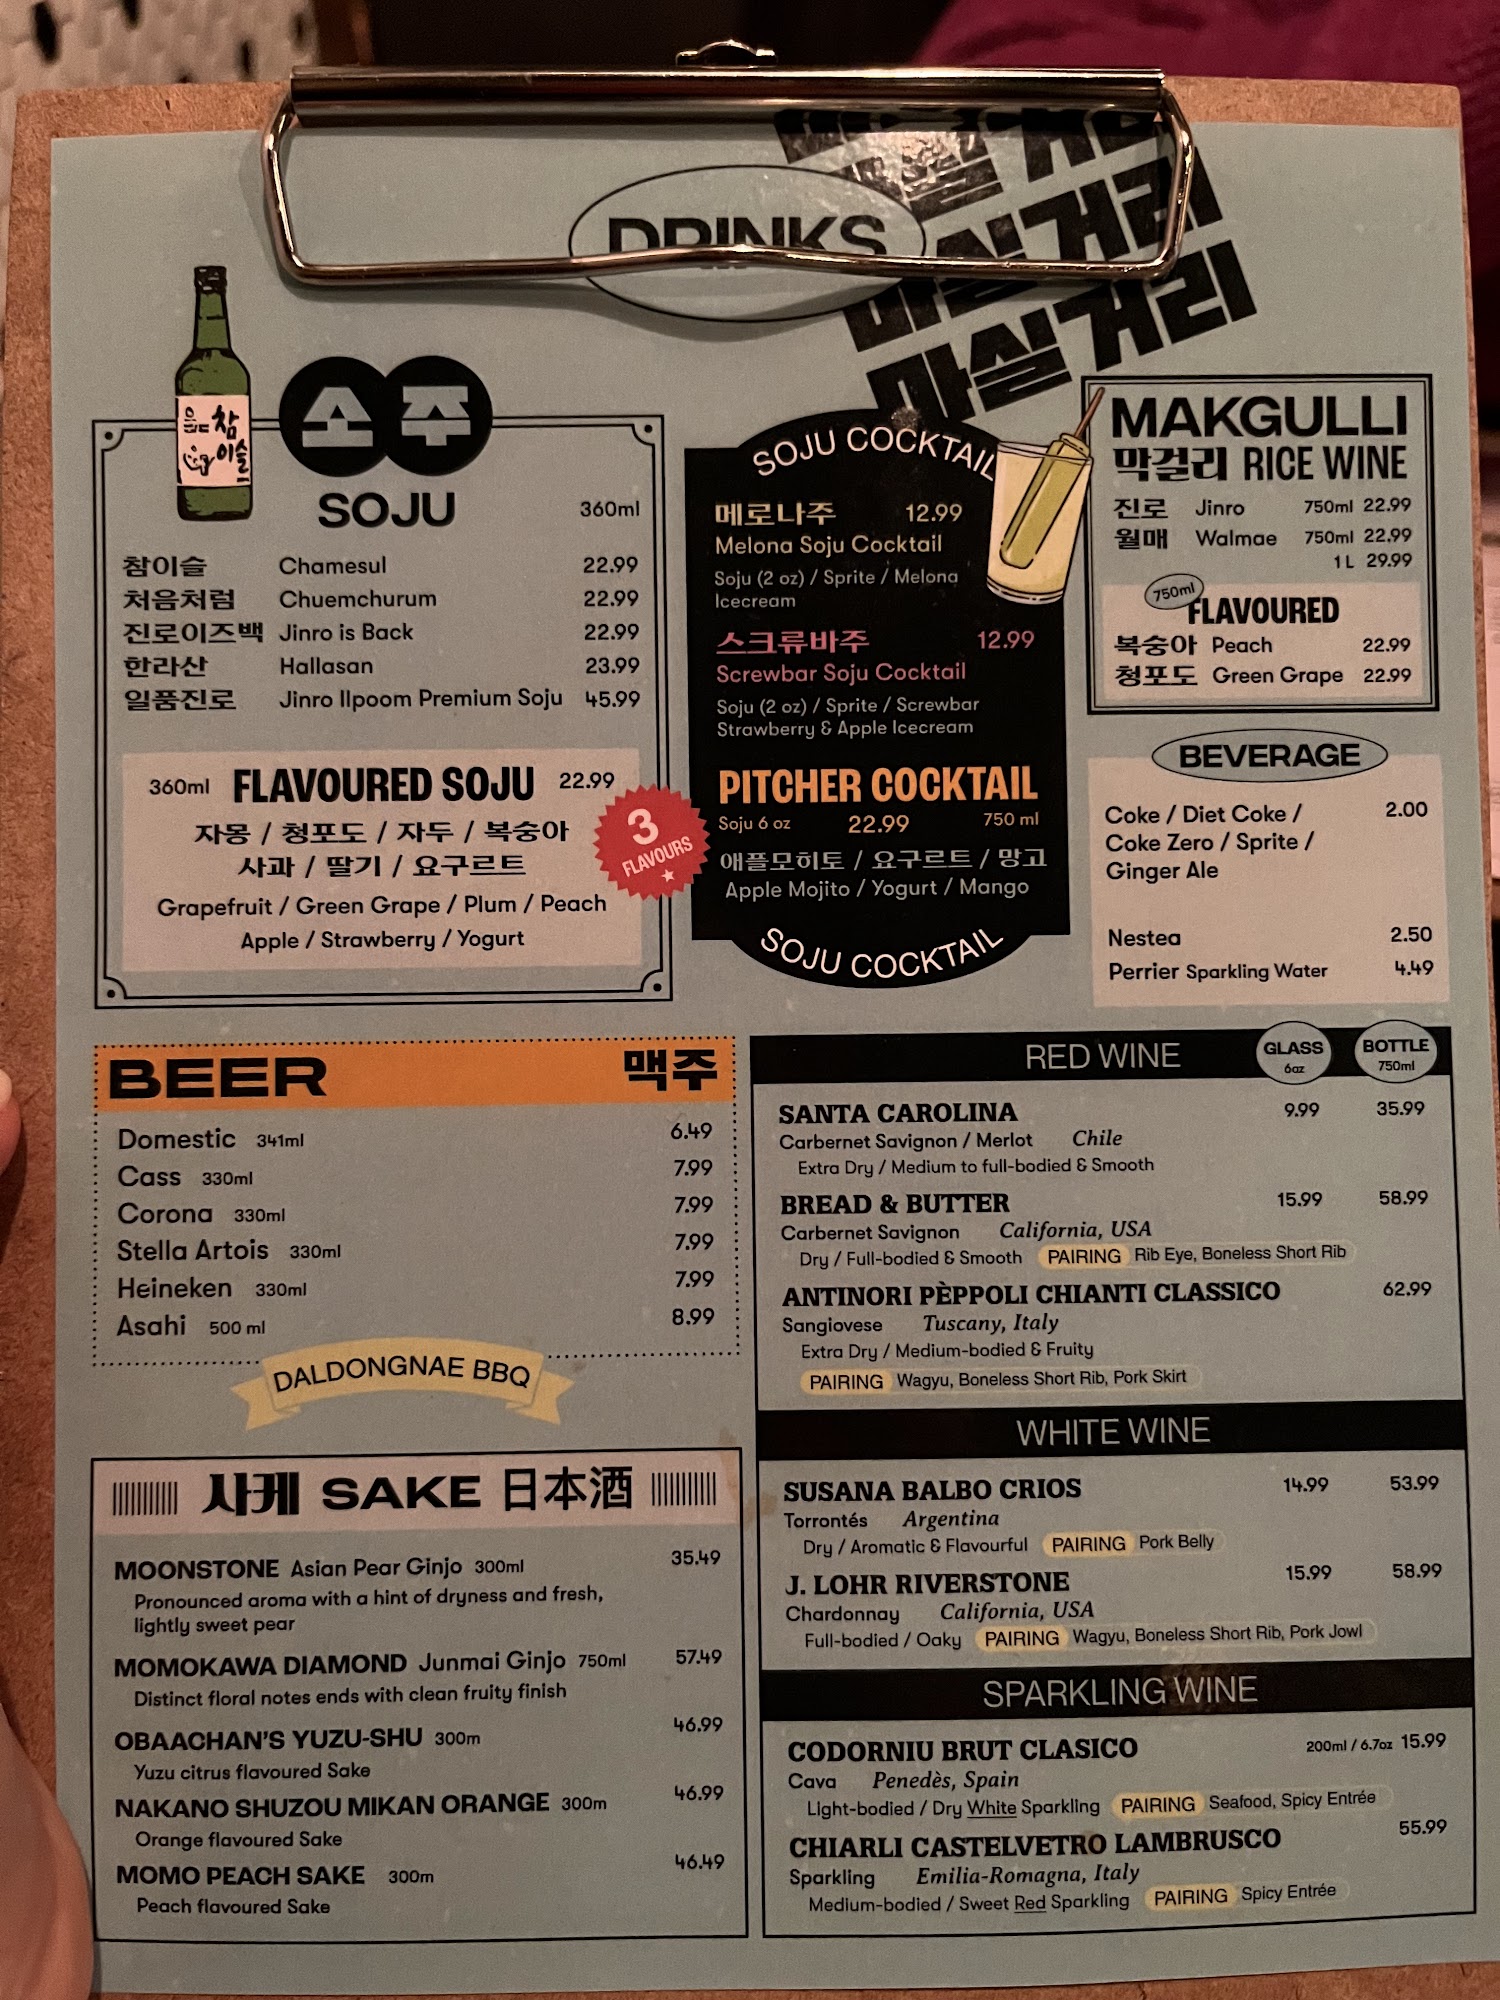 DRINKS
마실거리
마실거리
마실거리
참이슬
소주
SOJU 360ml
참이슬 Chamesul 22.99
처음처럼 Chuemchurum 22.99
진로이즈백 Jinro is Back 22.99
한라산 Hallasan 23.99
일품진로 Jinro Ilpoom Premium Soju 45.99
360ml FLAVOURED SOJU 22.99
자몽 / 청포도 / 자두 / 복숭아
사과 / 딸기 / 요구르트
Grapefruit / Green Grape / Plum / Peach
Apple / Strawberry / Yogurt
SOJU COCKTAIL
메로나주 12.99
Melona Soju Cocktail
Soju (2 oz) / Sprite / Melona
Icecream
스크류바주 12.99
Screwbar Soju Cocktail
Soju (2 oz) / Sprite / Screwbar
Strawberry & Apple Icecream
3
FLAVOURS
PITCHER COCKTAIL
Soju 6 oz 22.99 750 ml
애플모히토 / 요구르트 / 망고
Apple Mojito / Yogurt / Mango
SOJU COCKTAIL
MAKGULLI
막걸리 RICE WINE
진로 Jinro 750ml 22.99
월매 Walmae 750ml 22.99
1 L 29.99
750ml
FLAVOURED
복숭아 Peach 22.99
청포도 Green Grape 22.99
BEVERAGE
Coke / Diet Coke / 2.00
Coke Zero / Sprite /
Ginger Ale
Nestea 2.50
Perrier Sparkling Water 4.49
BEER 맥주
Domestic 341ml 6.49
Cass 330ml 7.99
Corona 330ml 7.99
Stella Artois 330ml 7.99
Heineken 330ml 7.99
Asahi 500 ml 8.99
DALDONGNAE BBQ
사케 SAKE 日本酒
MOONSTONE Asian Pear Ginjo 300ml 35.49
Pronounced aroma with a hint of dryness and fresh,
lightly sweet pear
MOMOKAWA DIAMOND Junmai Ginjo 750ml 57.49
Distinct floral notes ends with clean fruity finish
OBAACHAN'S YUZU-SHU 300m 46.99
Yuzu citrus flavoured Sake
NAKANO SHUZOU MIKAN ORANGE 300m 46.99
Orange flavoured Sake
MOMO PEACH SAKE 300m 46.49
Peach flavoured Sake
RED WINE GLASS 6oz BOTTLE 750ml
SANTA CAROLINA 9.99 35.99
Carbernet Savignon / Merlot Chile
Extra Dry / Medium to full-bodied & Smooth
BREAD & BUTTER 15.99 58.99
Carbernet Savignon California, USA
Dry / Full-bodied & Smooth PAIRING Rib Eye, Boneless Short Rib
ANTINORI PÈPPOLI CHIANTI CLASSICO 62.99
Sangiovese Tuscany, Italy
Extra Dry / Medium-bodied & Fruity
PAIRING Wagyu, Boneless Short Rib, Pork Skirt
WHITE WINE
SUSANA BALBO CRIOS 14.99 53.99
Torrontés Argentina
Dry / Aromatic & Flavourful PAIRING Pork Belly
J. LOHR RIVERSTONE 15.99 58.99
Chardonnay California, USA
Full-bodied / Oaky PAIRING Wagyu, Boneless Short Rib, Pork Jowl
SPARKLING WINE
CODORNIU BRUT CLASICO 200ml / 6.7oz 15.99
Cava Penedès, Spain
Light-bodied / Dry White Sparkling PAIRING Seafood, Spicy Entrée
CHIARLI CASTELVETRO LAMBRUSCO 55.99
Sparkling Emilia-Romagna, Italy
Medium-bodied / Sweet Red Sparkling PAIRING Spicy Entrée